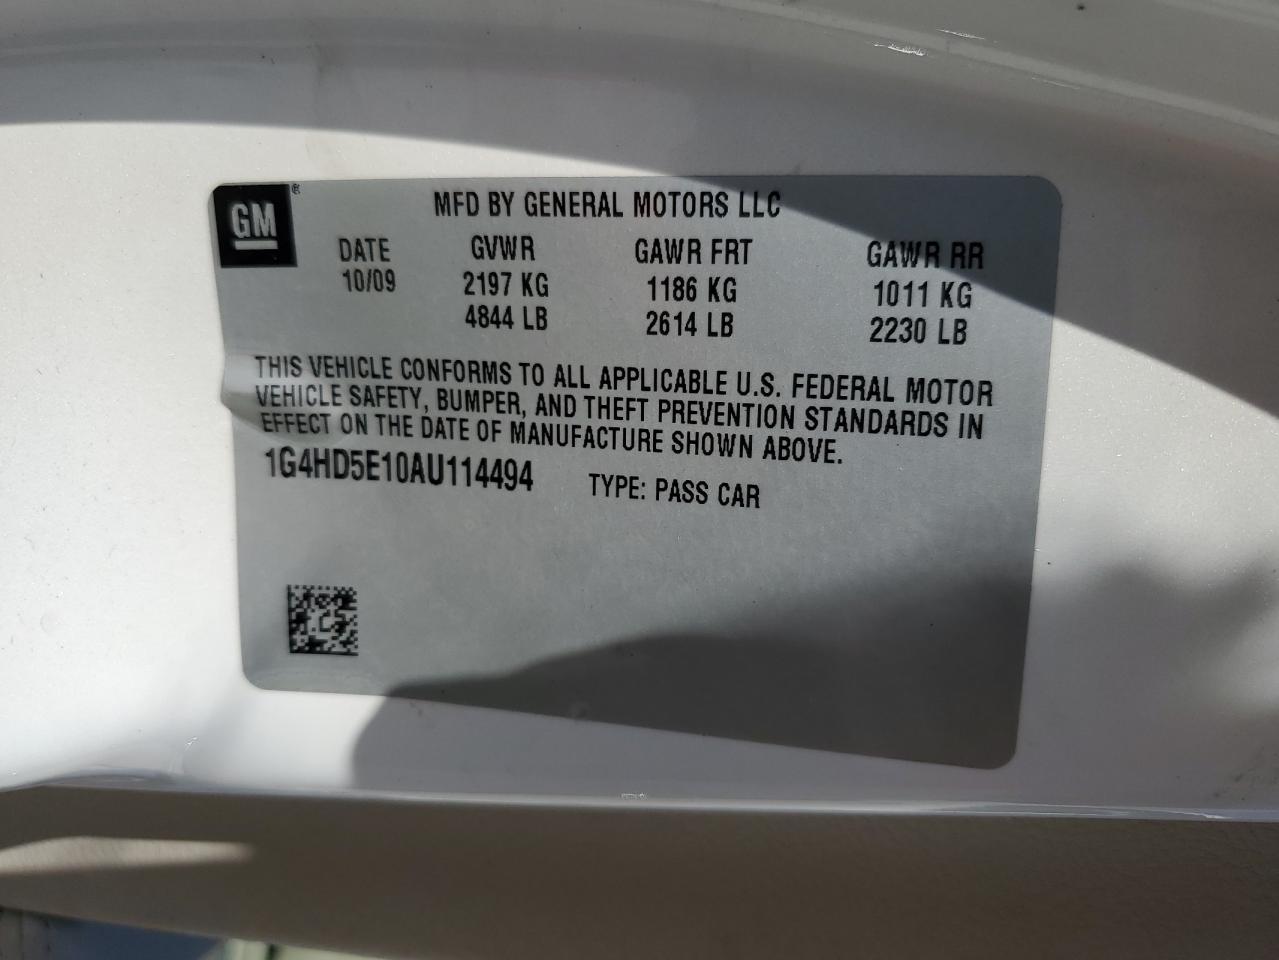 GM ®
MFD BY GENERAL MOTORS LLC
DATE GVWR GAWR FRT GAWR RR
10/09 2197 KG 1186 KG 1011 KG
4844 LB 2614 LB 2230 LB
THIS VEHICLE CONFORMS TO ALL APPLICABLE U.S. FEDERAL MOTOR
VEHICLE SAFETY, BUMPER, AND THEFT PREVENTION STANDARDS IN
EFFECT ON THE DATE OF MANUFACTURE SHOWN ABOVE.
1G4HD5E10AU114494 TYPE: PASS CAR